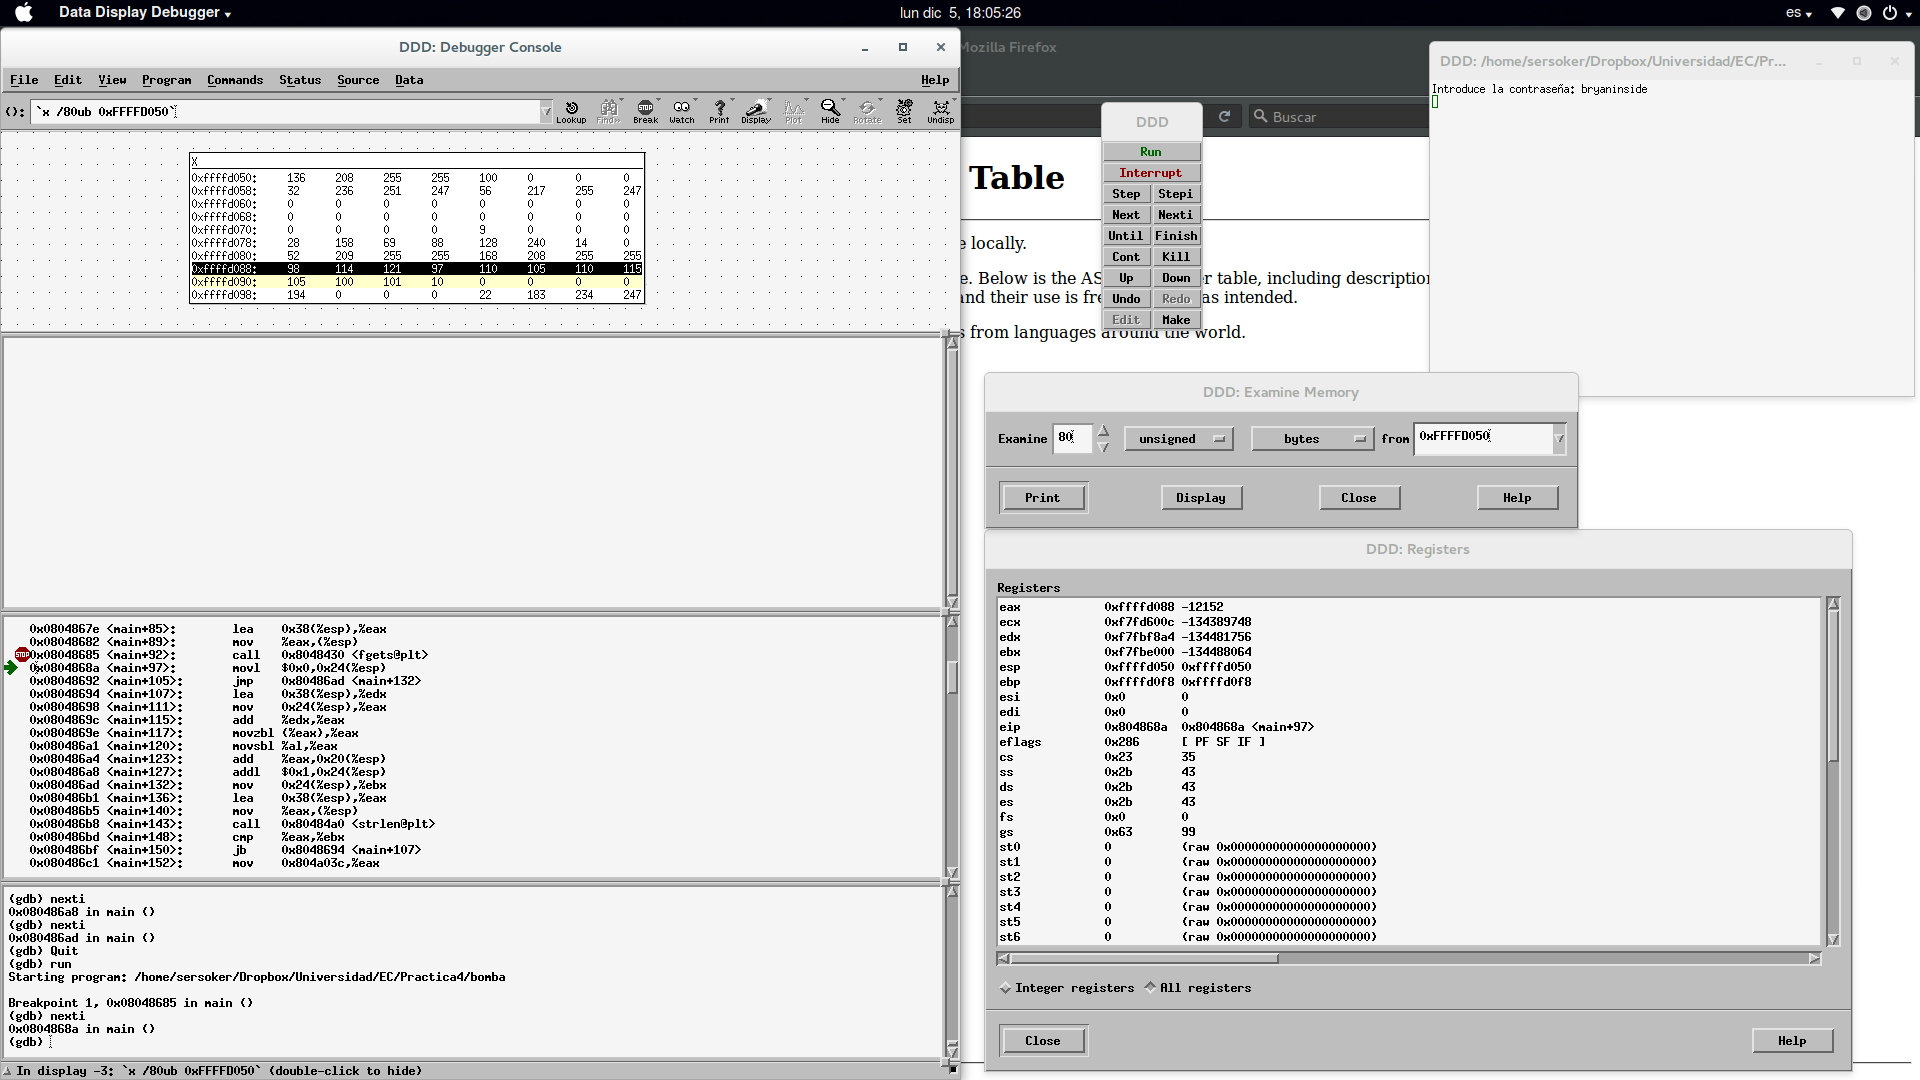 Data Display Debugger
lun dic  5, 18:05:26
es
DDD: Debugger Console
File Edit View Program Commands Status Source Data Help
(): `x /80ub 0xFFFFD050`
Lookup Find» Break Watch Print Display Plot Hide Rotate Set Undisp
X
0xffffd050: 136 208 255 255 100 0 0 0
0xffffd058: 32 236 251 247 56 217 255 247
0xffffd060: 0 0 0 0 0 0 0 0
0xffffd068: 0 0 0 0 0 0 0 0
0xffffd070: 0 0 0 0 9 0 0 0
0xffffd078: 28 158 69 88 128 240 14 0
0xffffd080: 52 209 255 255 168 208 255 255
0xffffd088: 98 114 121 97 110 105 110 115
0xffffd090: 105 100 101 10 0 0 0 0
0xffffd098: 194 0 0 0 22 183 234 247
0x0804867e <main+85>: lea 0x38(%esp),%eax
0x08048682 <main+89>: mov %eax,(%esp)
STOP 0x08048685 <main+92>: call 0x8048430 <fgets@plt>
0x0804868a <main+97>: movl $0x0,0x24(%esp)
0x08048692 <main+105>: jmp 0x80486ad <main+132>
0x08048694 <main+107>: lea 0x38(%esp),%edx
0x08048698 <main+111>: mov 0x24(%esp),%eax
0x0804869c <main+115>: add %edx,%eax
0x0804869e <main+117>: movzbl (%eax),%eax
0x080486a1 <main+120>: movsbl %al,%eax
0x080486a4 <main+123>: add %eax,0x20(%esp)
0x080486a8 <main+127>: addl $0x1,0x24(%esp)
0x080486ad <main+132>: mov 0x24(%esp),%ebx
0x080486b1 <main+136>: lea 0x38(%esp),%eax
0x080486b5 <main+140>: mov %eax,(%esp)
0x080486b8 <main+143>: call 0x80484a0 <strlen@plt>
0x080486bd <main+148>: cmp %eax,%ebx
0x080486bf <main+150>: jb 0x8048694 <main+107>
0x080486c1 <main+152>: mov 0x804a03c,%eax
(gdb) nexti
0x080486a8 in main ()
(gdb) nexti
0x080486ad in main ()
(gdb) Quit
(gdb) run
Starting program: /home/sersoker/Dropbox/Universidad/EC/Practica4/bomba
Breakpoint 1, 0x08048685 in main ()
(gdb) nexti
0x0804868a in main ()
(gdb)
In display -3: `x /80ub 0xFFFFD050` (double-click to hide)
Mozilla Firefox
Buscar
Table
e locally.
e. Below is the AS
r table, including description
and their use is fre
as intended.
s from languages around the world.
DDD
Run
Interrupt
Step Stepi
Next Nexti
Until Finish
Cont Kill
Up Down
Undo Redo
Edit Make
DDD: /home/sersoker/Dropbox/Universidad/EC/Pr...
Introduce la contraseña: bryaninside
DDD: Examine Memory
Examine 80 unsigned bytes from 0xFFFFD050
Print Display Close Help
DDD: Registers
Registers
eax 0xffffd088 -12152
ecx 0xf7fd600c -134389748
edx 0xf7fbf8a4 -134481756
ebx 0xf7fbe000 -134488064
esp 0xffffd050 0xffffd050
ebp 0xffffd0f8 0xffffd0f8
esi 0x0 0
edi 0x0 0
eip 0x804868a 0x804868a <main+97>
eflags 0x286 [ PF SF IF ]
cs 0x23 35
ss 0x2b 43
ds 0x2b 43
es 0x2b 43
fs 0x0 0
gs 0x63 99
st0 0 (raw 0x00000000000000000000)
st1 0 (raw 0x00000000000000000000)
st2 0 (raw 0x00000000000000000000)
st3 0 (raw 0x00000000000000000000)
st4 0 (raw 0x00000000000000000000)
st5 0 (raw 0x00000000000000000000)
st6 0 (raw 0x00000000000000000000)
Integer registers All registers
Close Help